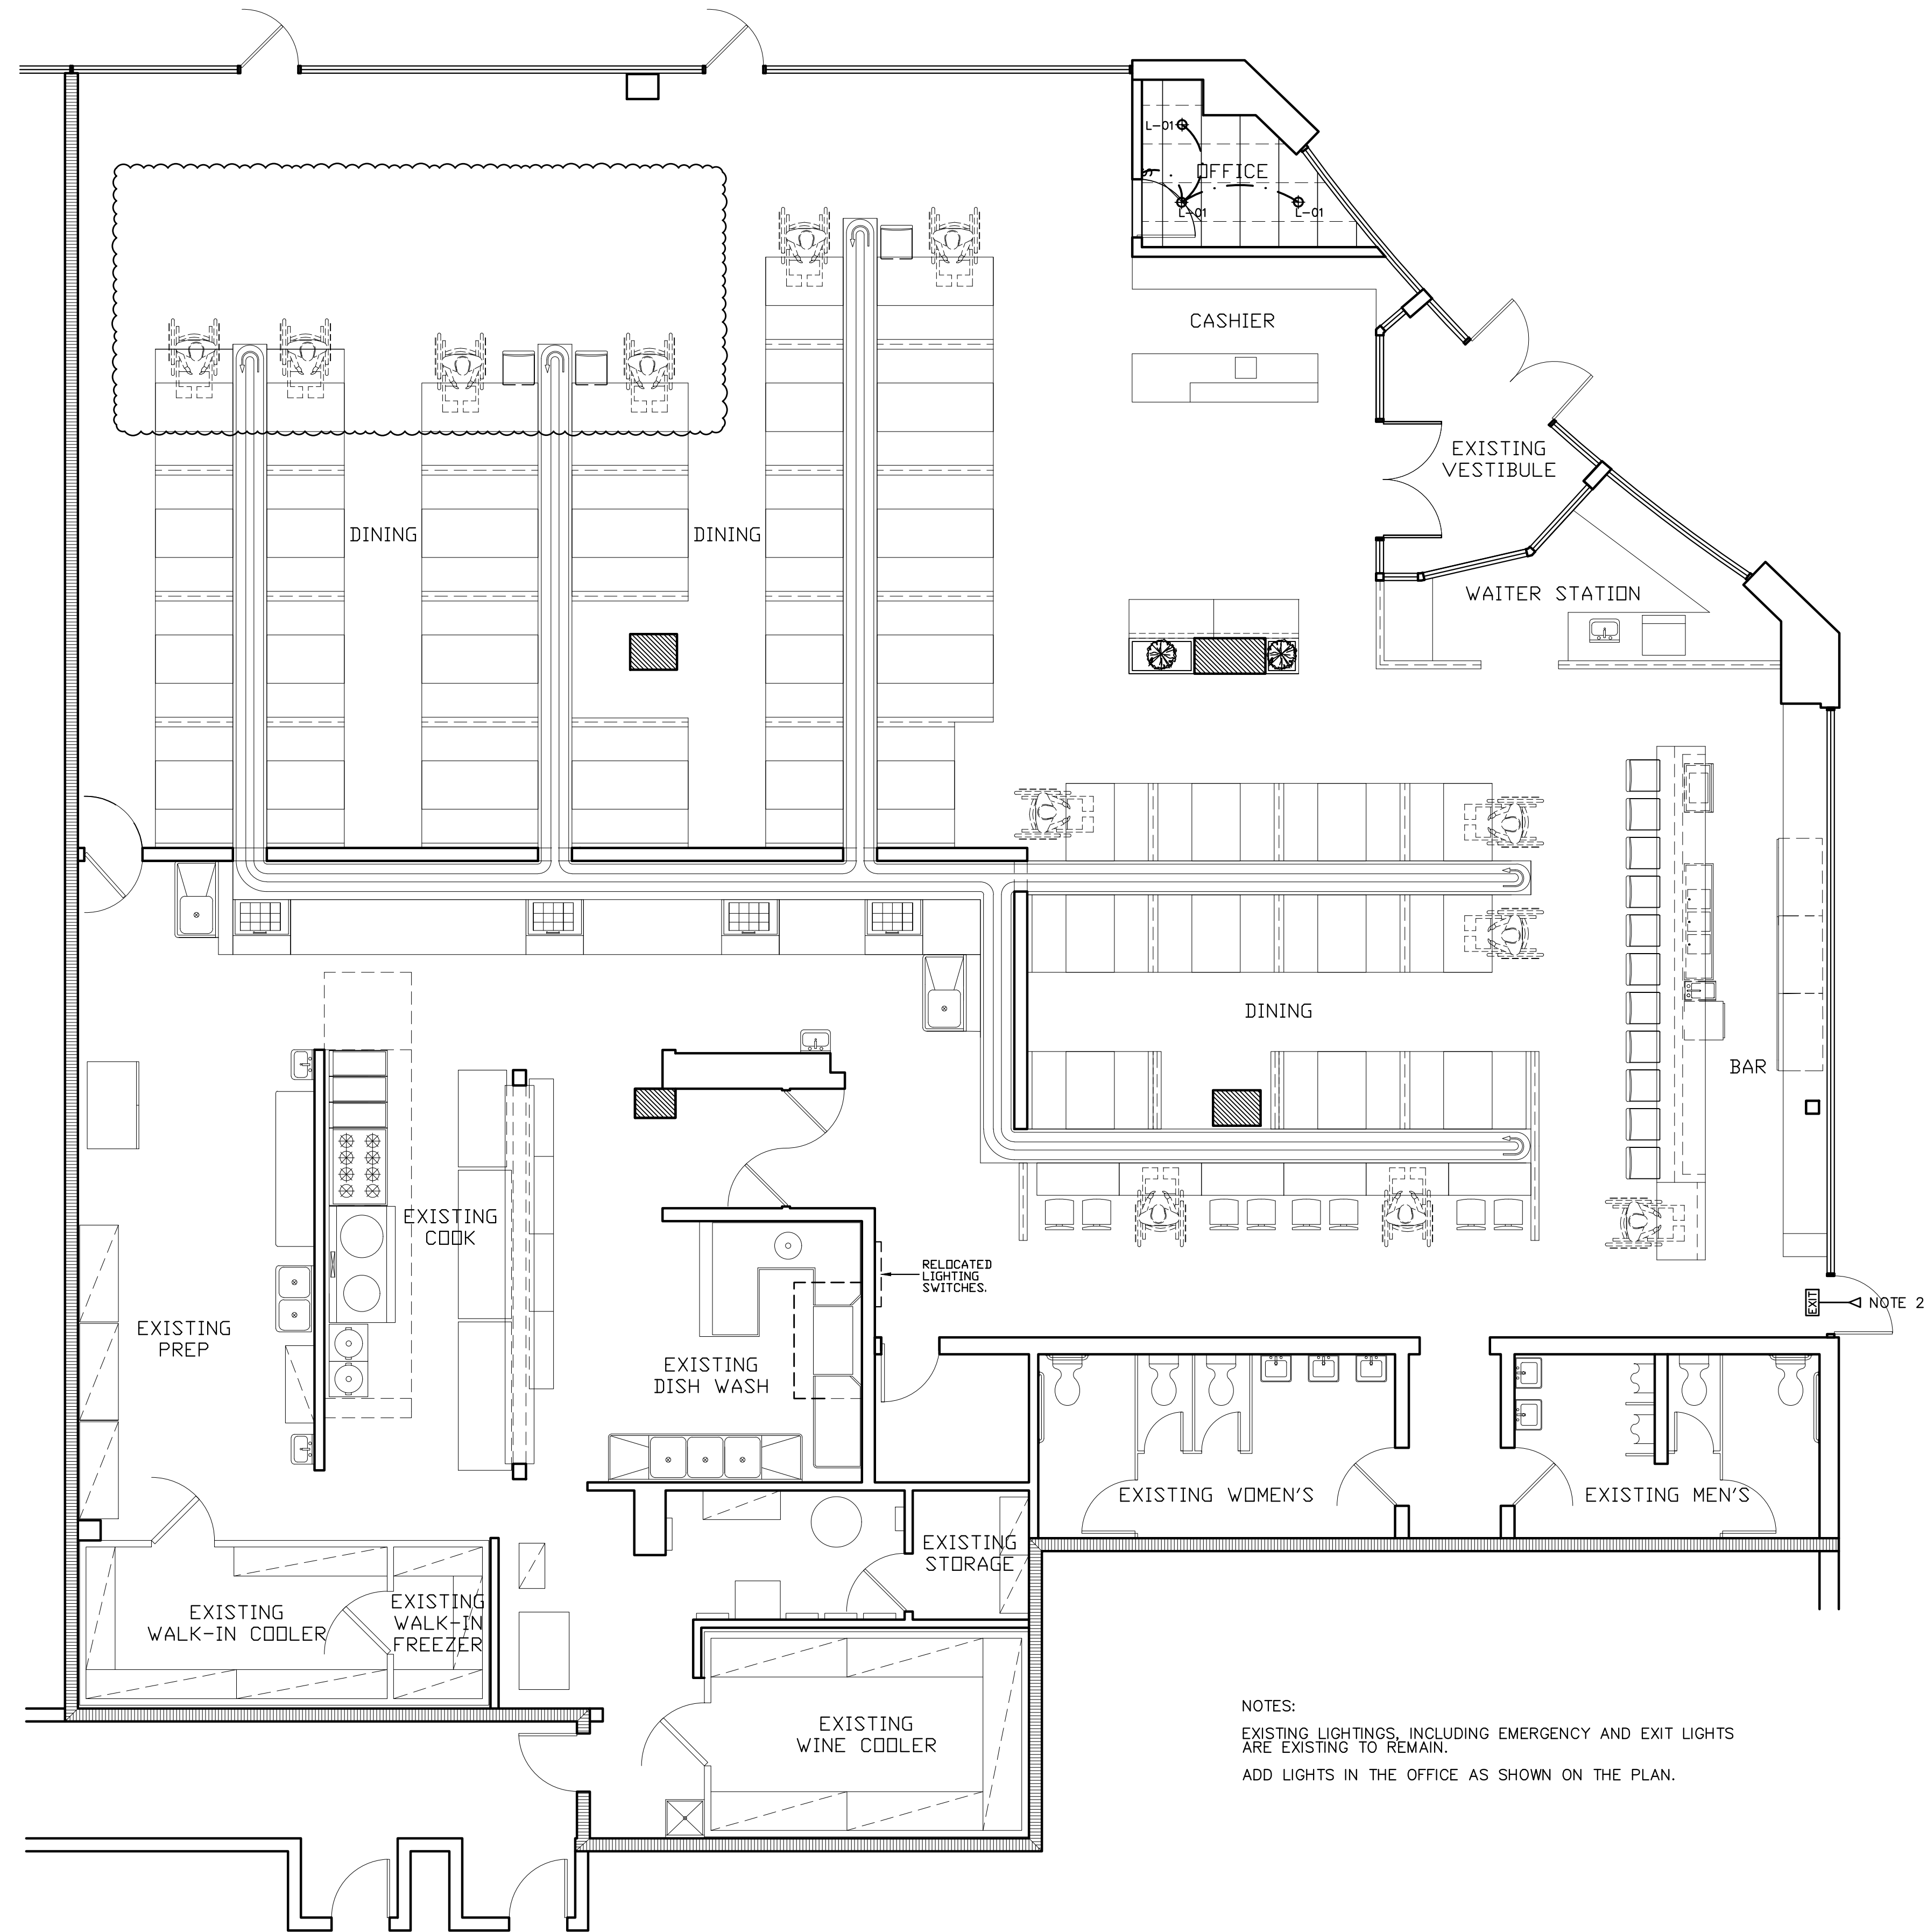 L-01
OFFICE
S
L-01
L-01
CASHIER
EXISTING
VESTIBULE
DINING
DINING
WAITER STATION
DINING
BAR
EXISTING
COOK
RELOCATED
LIGHTING
SWITCHES.
EXIT
NOTE 2
EXISTING
PREP
EXISTING
DISH WASH
EXISTING WOMEN'S
EXISTING MEN'S
EXISTING
STORAGE
EXISTING
WALK-IN COOLER
EXISTING
WALK-IN
FREEZER
EXISTING
WINE COOLER
NOTES:
EXISTING LIGHTINGS, INCLUDING EMERGENCY AND EXIT LIGHTS
ARE EXISTING TO REMAIN.
ADD LIGHTS IN THE OFFICE AS SHOWN ON THE PLAN.